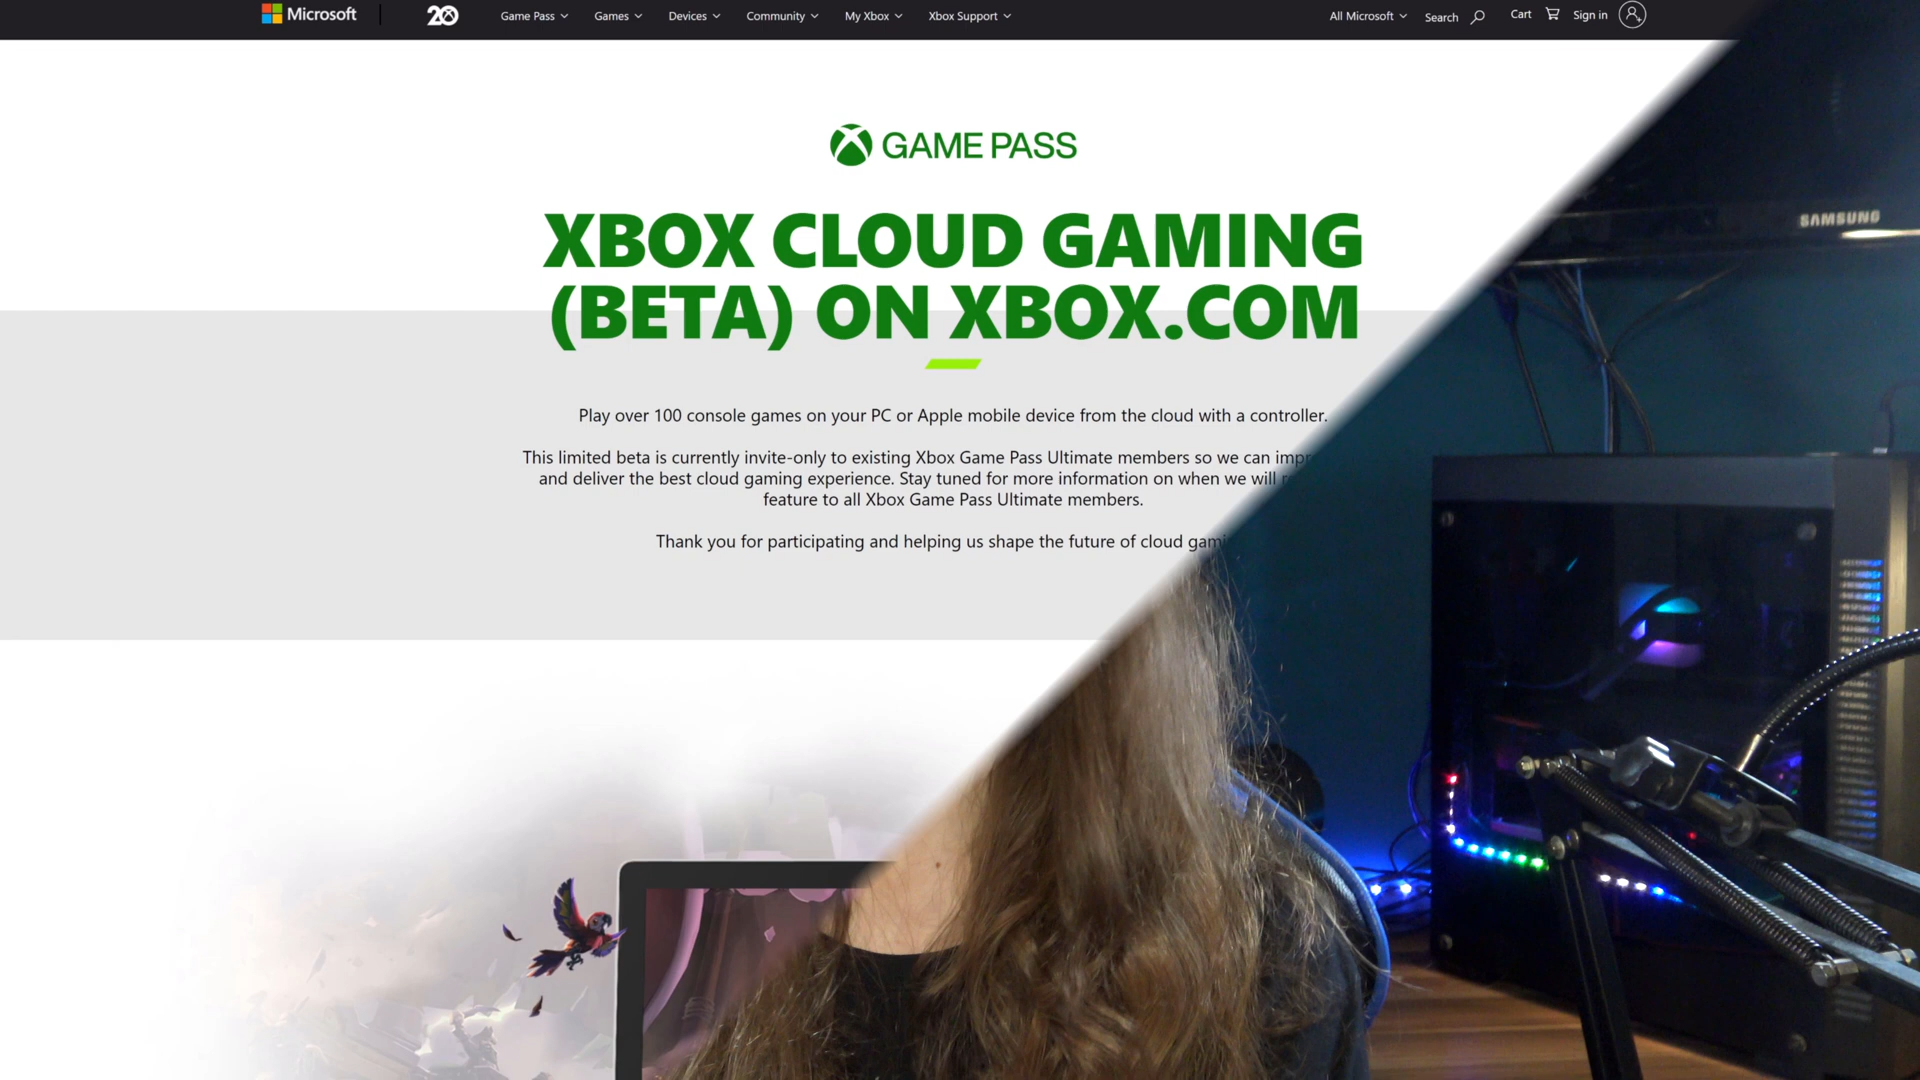 Microsoft
20
Game Pass
Games
Devices
Community
My Xbox
Xbox Support
All Microsoft
Search
Cart
Sign in
GAME PASS
XBOX CLOUD GAMING
(BETA) ON XBOX.COM
Play over 100 console games on your PC or Apple mobile device from the cloud with a controller.
This limited beta is currently invite-only to existing Xbox Game Pass Ultimate members so we can
and deliver the best cloud gaming experience. Stay tuned for more information on when we will
feature to all Xbox Game Pass Ultimate members.
Thank you for participating and helping us shape the future of cloud
SAMSUNG